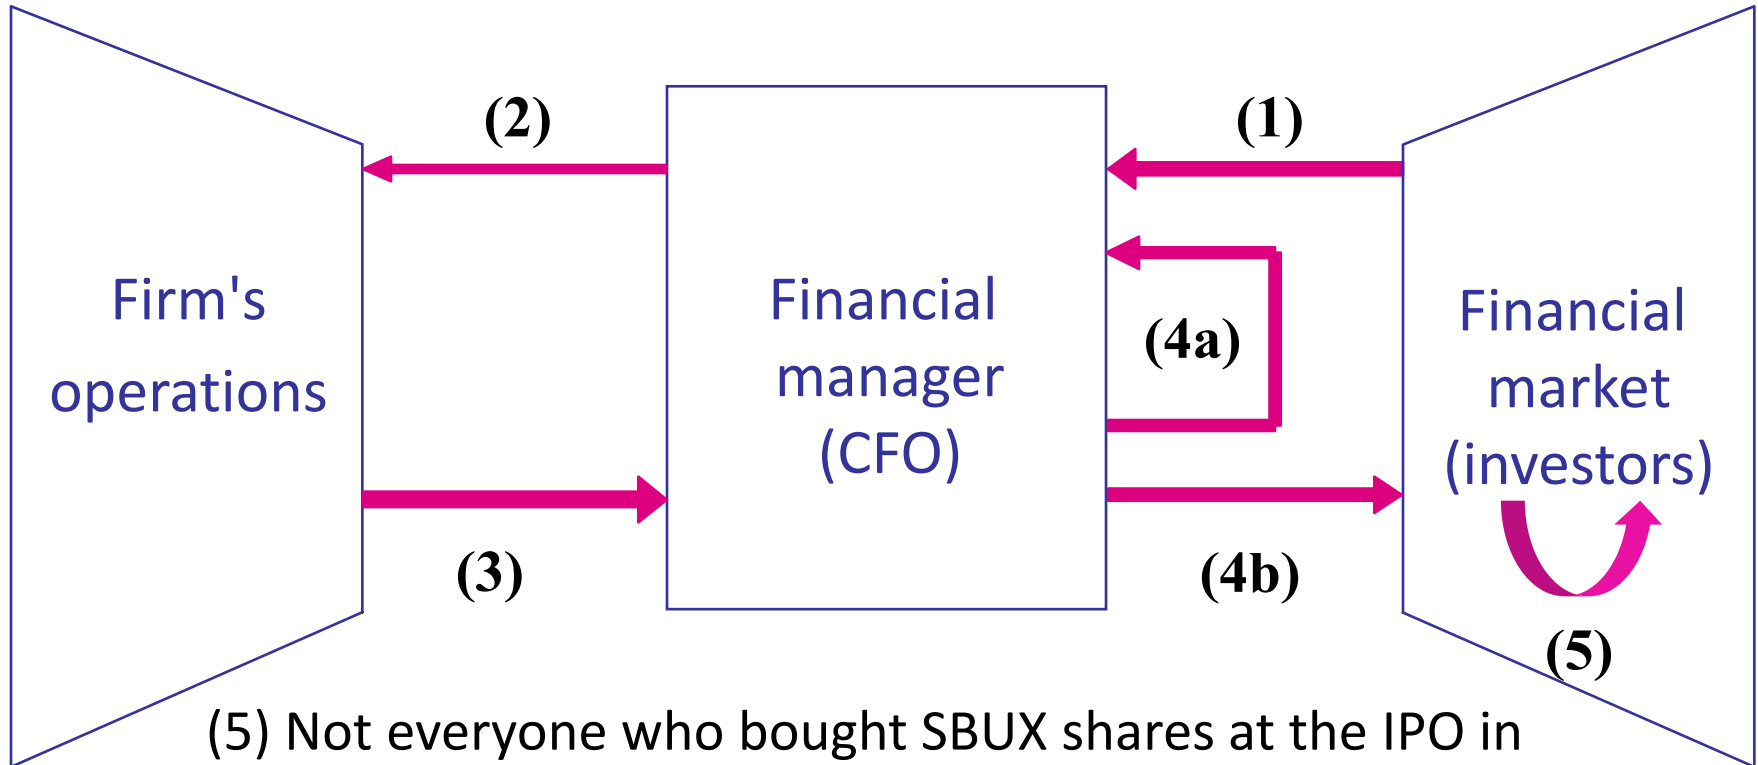 (2)
(1)
Firm's
operations
Financial
manager
(CFO)
(4a)
Financial
market
(investors)
(3)
(4b)
(5)
(5) Not everyone who bought SBUX shares at the IPO in